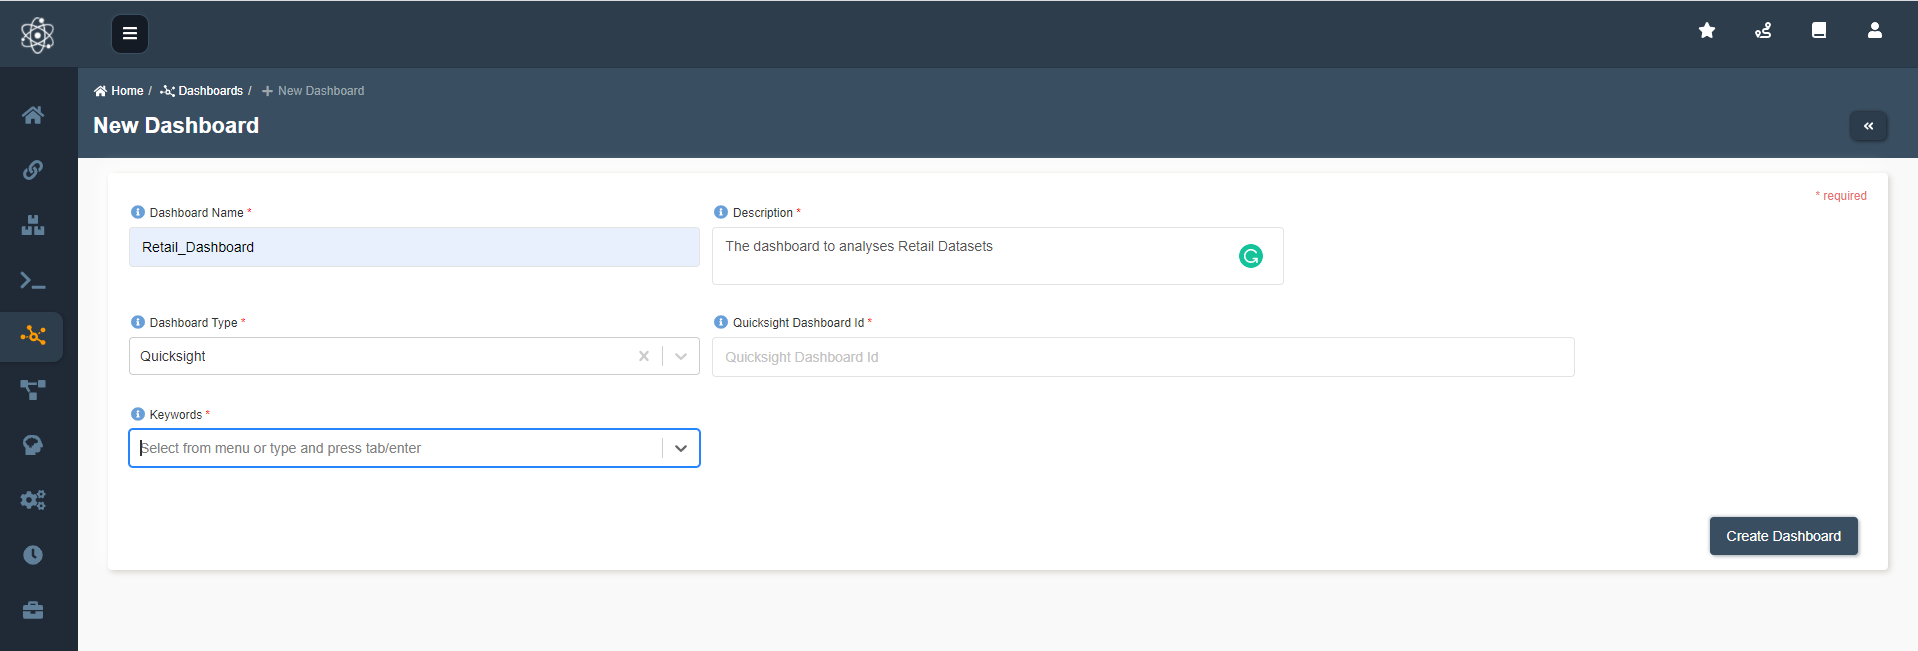 Home / Dashboards / New Dashboard
New Dashboard
* required
Dashboard Name *
Retail_Dashboard
Description *
The dashboard to analyses Retail Datasets
Dashboard Type *
Quicksight
Quicksight Dashboard Id *
Quicksight Dashboard Id
Keywords *
Select from menu or type and press tab/enter
Create Dashboard